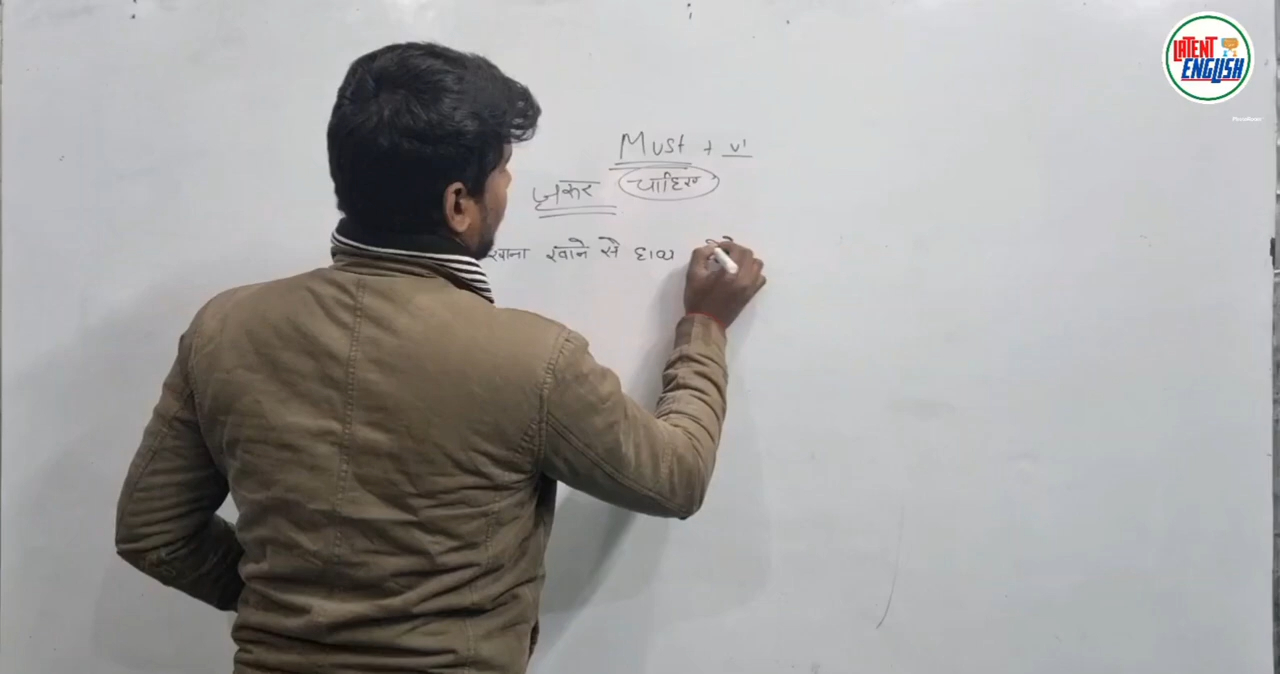 LATENT
ENGLISH
Must + v¹
चाहिए
खाना खाने से हाथ